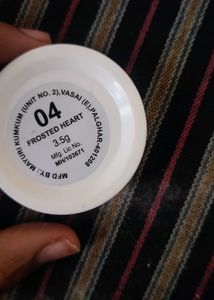 MFD BY.: MAYURI KUMKUM (UNIT NO. 2),VASAI (E),PALGHAR-401208
04
FROSTED HEART
3.5g
Mfg. Lic No.
MH/103671